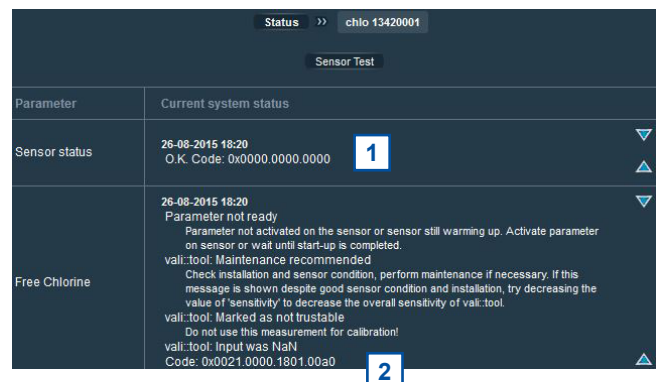 Status >> chlo 13420001
Sensor Test
Parameter Current system status
Sensor status
26-08-2015 18:20
O.K. Code: 0x0000.0000.0000
1
Free Chlorine
26-08-2015 18:20
Parameter not ready
Parameter not activated on the sensor or sensor still warming up. Activate parameter
on sensor or wait until start-up is completed.
vali::tool: Maintenance recommended
Check installation and sensor condition, perform maintenance if necessary. If this
message is shown despite good sensor condition and installation, try decreasing the
value of 'sensitivity' to decrease the overall sensitivity of vali::tool.
vali::tool: Marked as not trustable
Do not use this measurement for calibration!
vali::tool: Input was NaN
Code: 0x0021.0000.1801.00a0
2